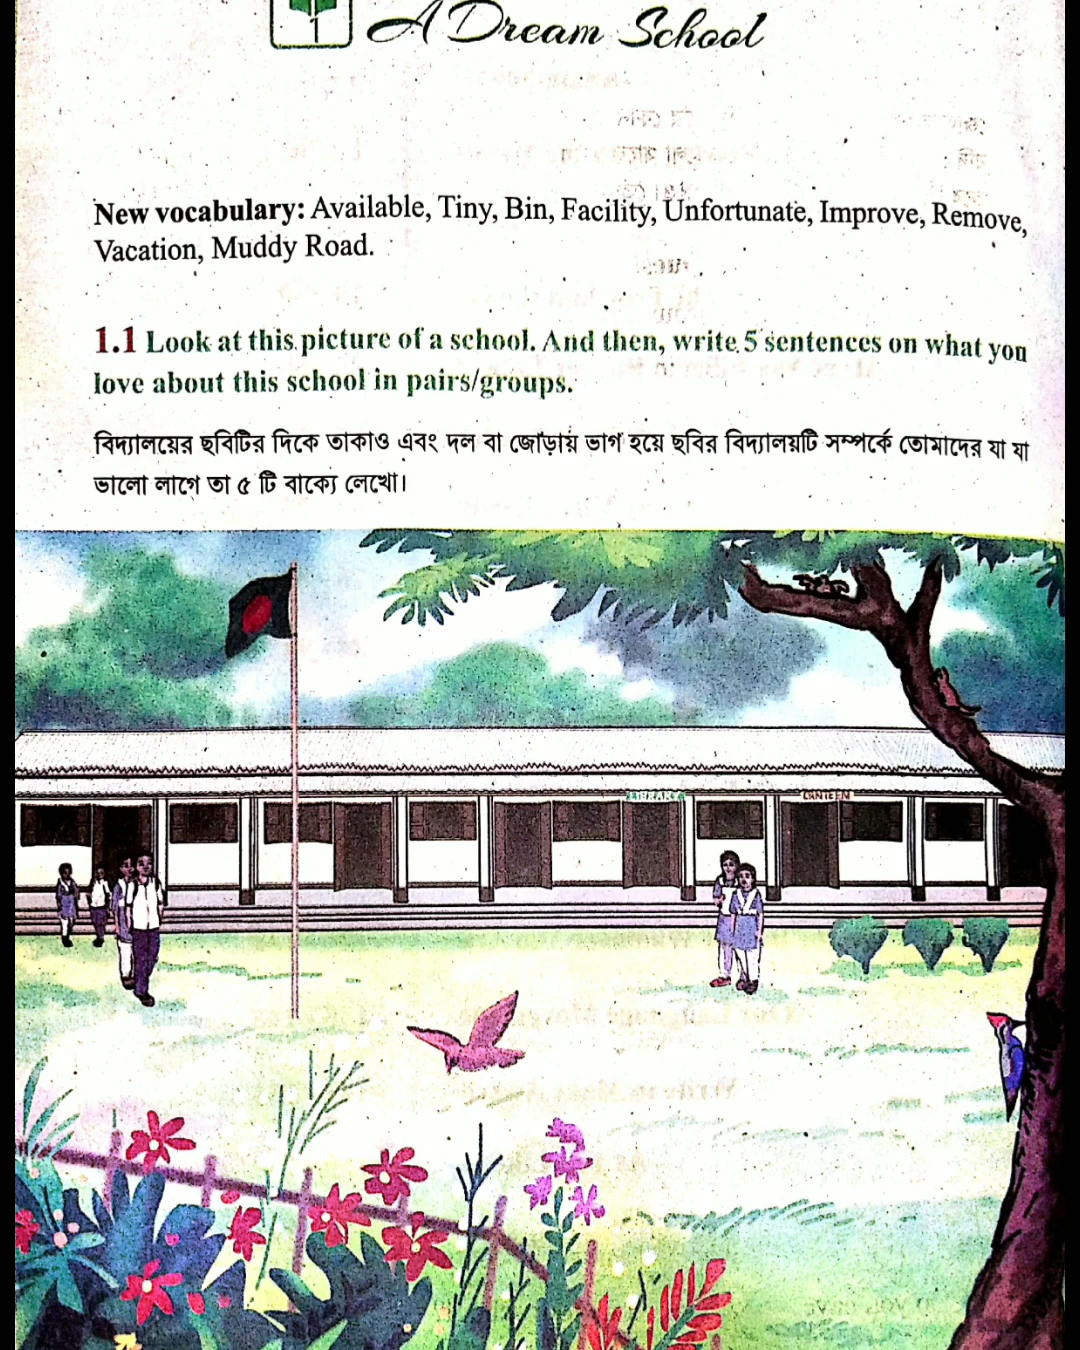 A Dream School
New vocabulary: Available, Tiny, Bin, Facility, Unfortunate, Improve, Remove,
Vacation, Muddy Road.
1.1 Look at this picture of a school. And then, write 5 sentences on what you
love about this school in pairs/groups.
বিদ্যালয়ের ছবিটির দিকে তাকাও এবং দল বা জোড়ায় ভাগ হয়ে ছবির বিদ্যালয়টি সম্পর্কে তোমাদের যা যা
ভালো লাগে তা ৫ টি বাক্যে লেখো।
LIBRARY
CANTEEN